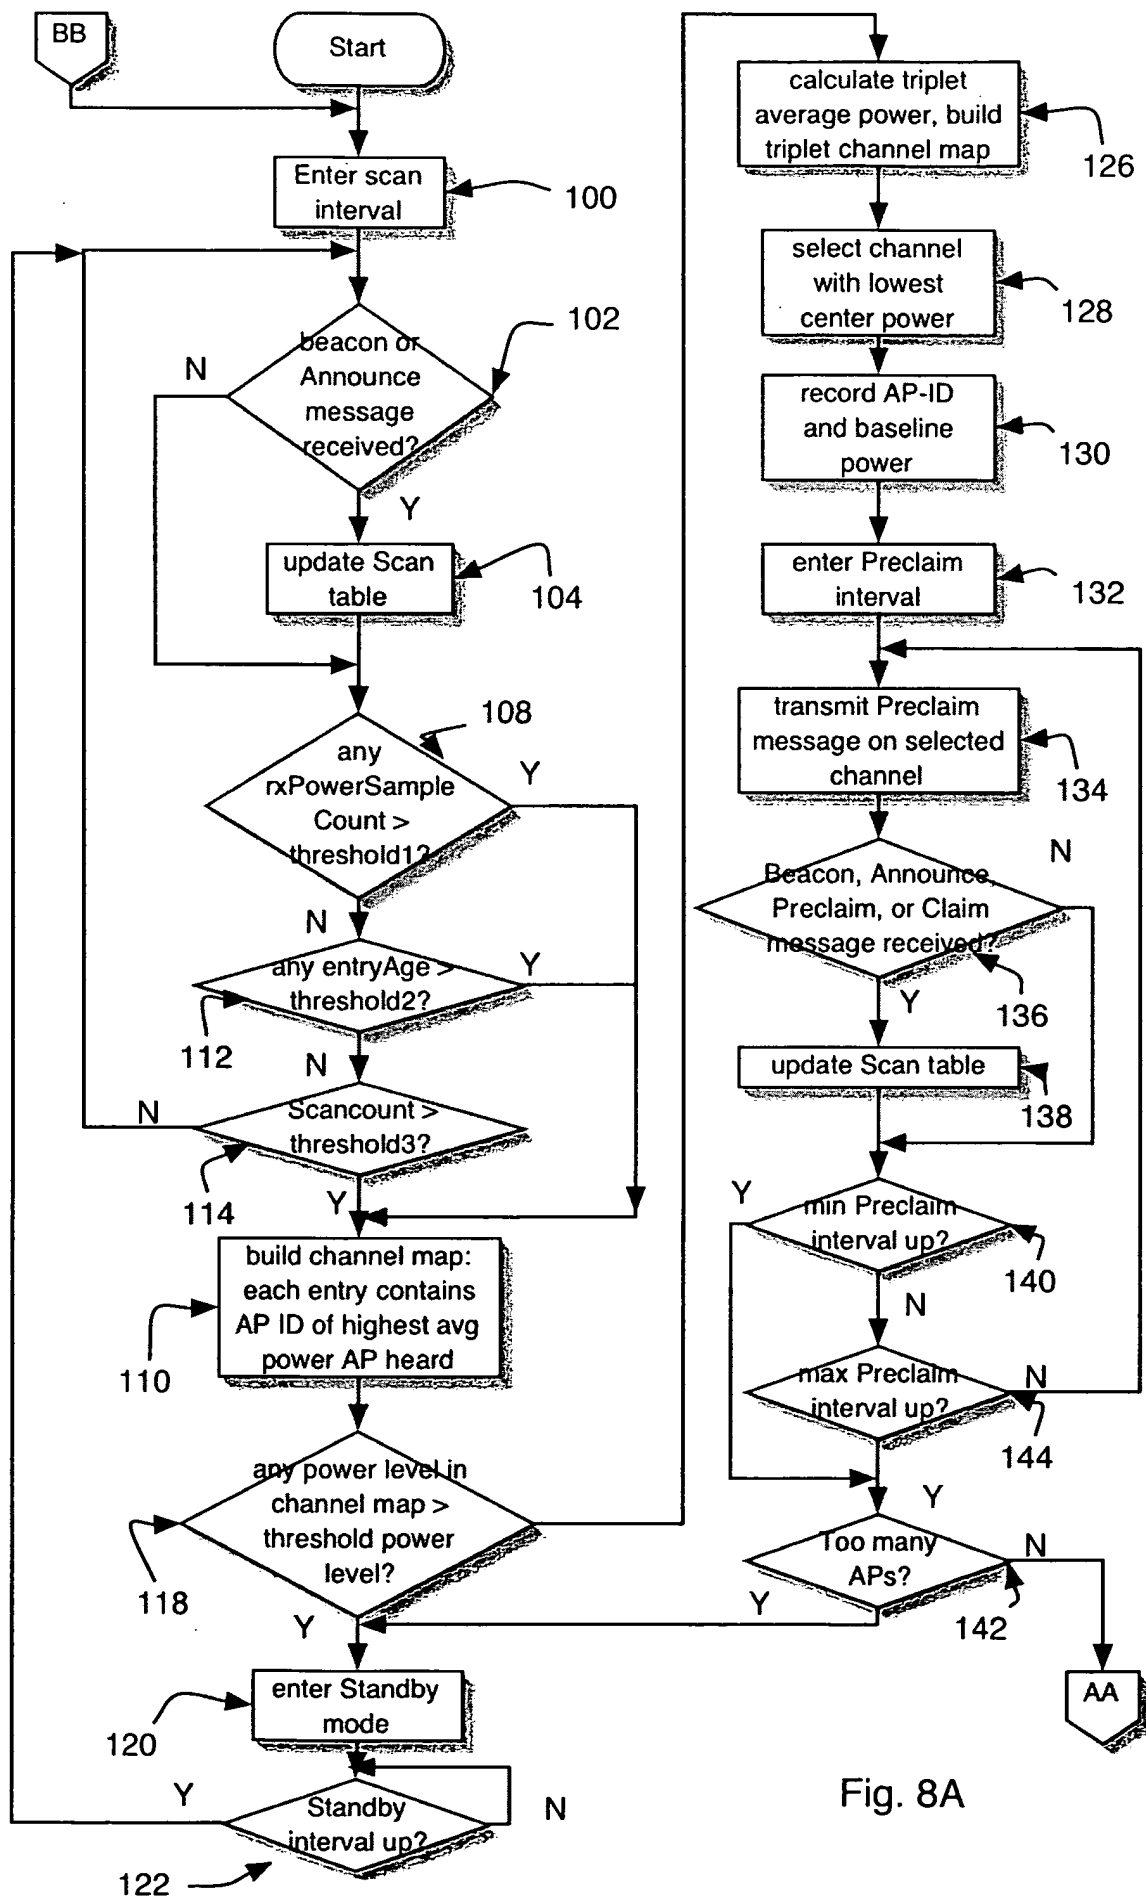 BB
Start
Enter scan
interval
100
beacon or
Announce
message
received?
102
N
Y
update Scan
table
104
any
rxPowerSample
Count >
threshold1?
108
Y
N
any entryAge >
threshold2?
Y
112
N
Scancount >
threshold3?
N
114
Y
build channel map:
each entry contains
AP ID of highest avg
power AP heard
110
any power level in
channel map >
threshold power
level?
118
Y
enter Standby
mode
120
Y
Standby
interval up?
N
122
calculate triplet
average power, build
triplet channel map
126
select channel
with lowest
center power
128
record AP-ID
and baseline
power
130
enter Preclaim
interval
132
transmit Preclaim
message on selected
channel
134
N
Beacon, Announce,
Preclaim, or Claim
message received?
136
Y
update Scan table
138
Y
min Preclaim
interval up?
140
N
max Preclaim
interval up?
N
144
Y
Too many
APs?
N
Y
142
AA
Fig. 8A